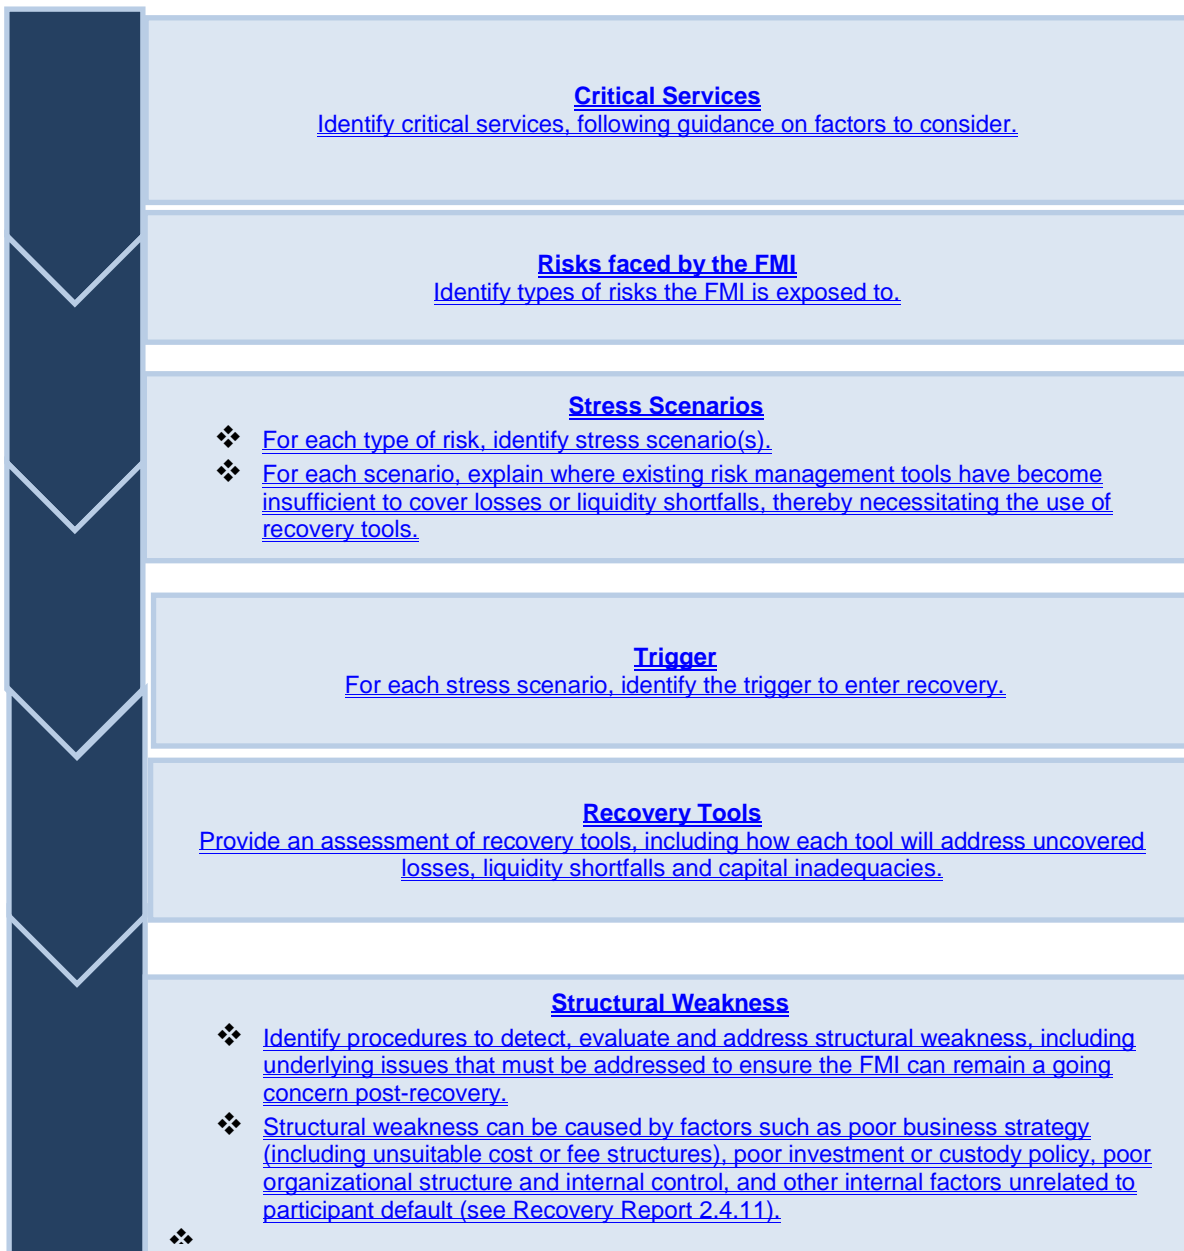 Critical Services
Identify critical services, following guidance on factors to consider.
Risks faced by the FMI
Identify types of risks the FMI is exposed to.
Stress Scenarios
❖ For each type of risk, identify stress scenario(s).
❖ For each scenario, explain where existing risk management tools have become
insufficient to cover losses or liquidity shortfalls, thereby necessitating the use of
recovery tools.
Trigger
For each stress scenario, identify the trigger to enter recovery.
Recovery Tools
Provide an assessment of recovery tools, including how each tool will address uncovered
losses, liquidity shortfalls and capital inadequacies.
Structural Weakness
❖ Identify procedures to detect, evaluate and address structural weakness, including
underlying issues that must be addressed to ensure the FMI can remain a going
concern post-recovery.
❖ Structural weakness can be caused by factors such as poor business strategy
(including unsuitable cost or fee structures), poor investment or custody policy, poor
organizational structure and internal control, and other internal factors unrelated to
participant default (see Recovery Report 2.4.11).
❖